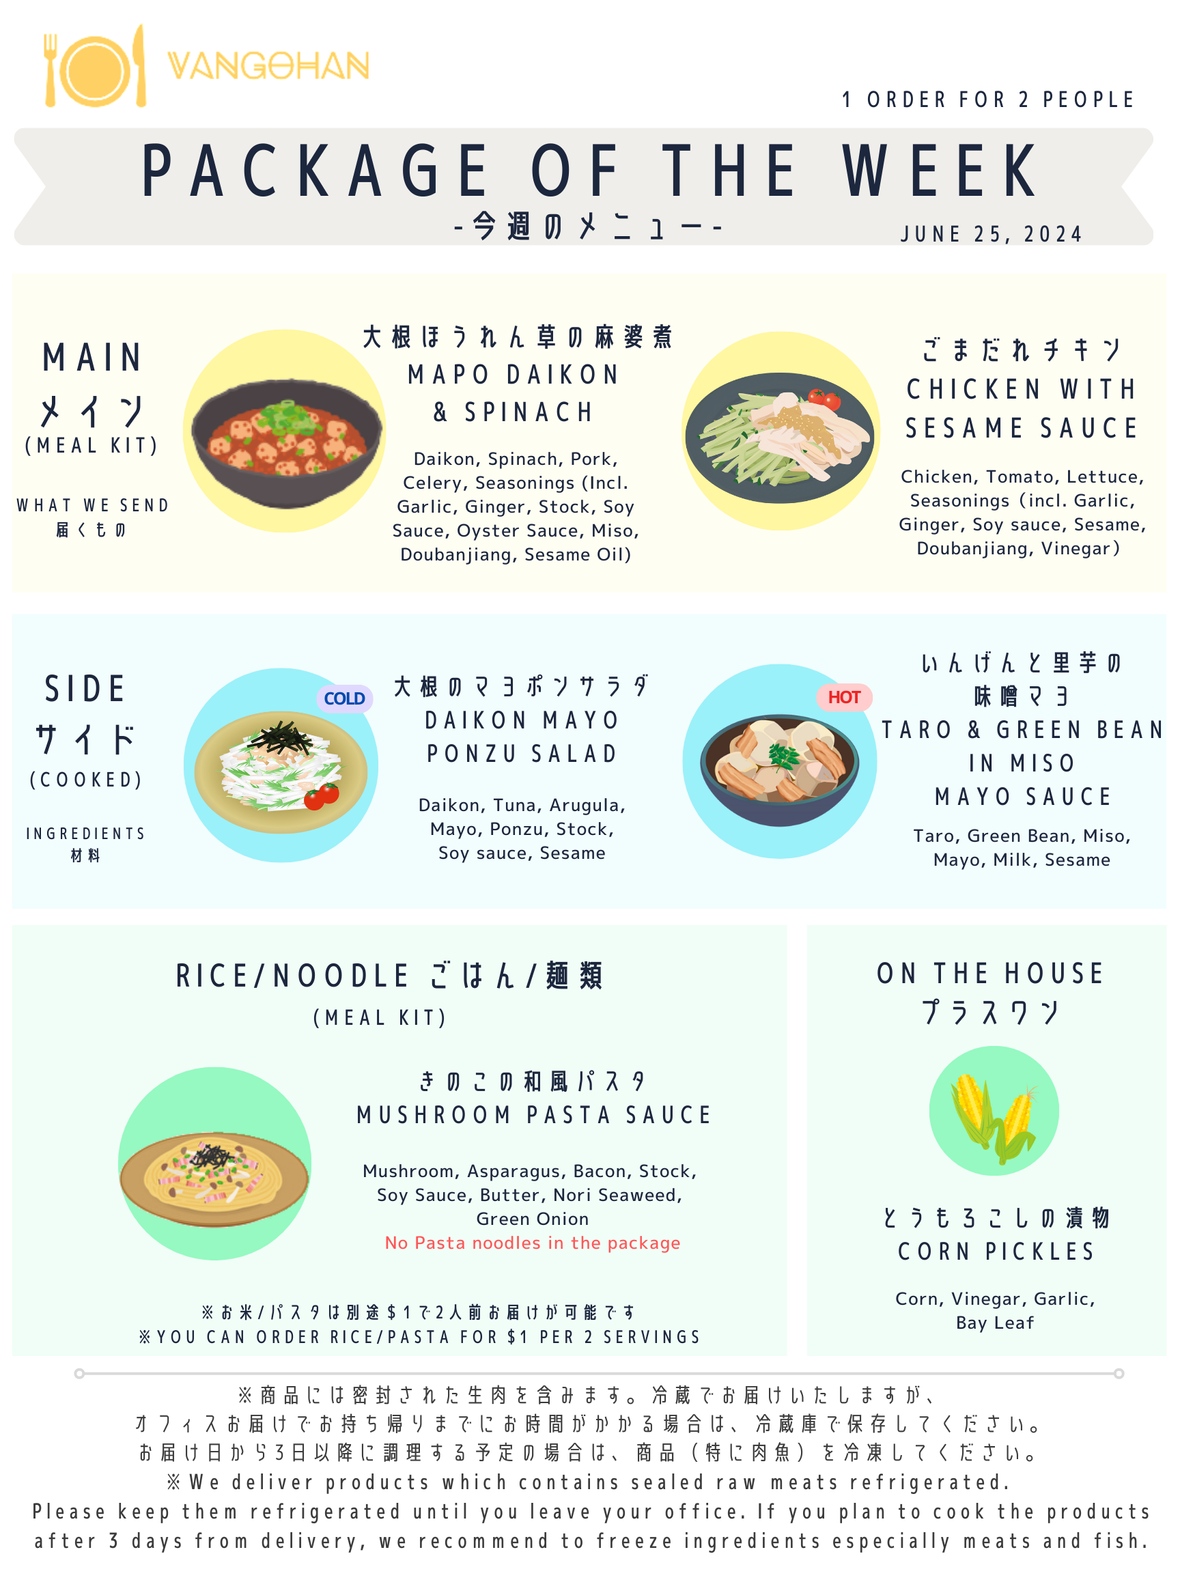 VANGOHAN
1 ORDER FOR 2 PEOPLE
PACKAGE OF THE WEEK
-今週のメニュー-
JUNE 25, 2024
MAIN
メイン
(MEAL KIT)
WHAT WE SEND
届くもの
大根ほうれん草の麻婆煮
MAPO DAIKON
& SPINACH
Daikon, Spinach, Pork,
Celery, Seasonings (Incl.
Garlic, Ginger, Stock, Soy
Sauce, Oyster Sauce, Miso,
Doubanjiang, Sesame Oil)
ごまだれチキン
CHICKEN WITH
SESAME SAUCE
Chicken, Tomato, Lettuce,
Seasonings (incl. Garlic,
Ginger, Soy sauce, Sesame,
Doubanjiang, Vinegar)
SIDE
サイド
(COOKED)
INGREDIENTS
材料
COLD
大根のマヨポンサラダ
DAIKON MAYO
PONZU SALAD
Daikon, Tuna, Arugula,
Mayo, Ponzu, Stock,
Soy sauce, Sesame
HOT
いんげんと里芋の
味噌マヨ
TARO & GREEN BEAN
IN MISO
MAYO SAUCE
Taro, Green Bean, Miso,
Mayo, Milk, Sesame
RICE/NOODLE ごはん/麺類
(MEAL KIT)
きのこの和風パスタ
MUSHROOM PASTA SAUCE
Mushroom, Asparagus, Bacon, Stock,
Soy Sauce, Butter, Nori Seaweed,
Green Onion
No Pasta noodles in the package
※お米/パスタは別途$1で2人前お届けが可能です
※YOU CAN ORDER RICE/PASTA FOR $1 PER 2 SERVINGS
ON THE HOUSE
プラスワン
とうもろこしの漬物
CORN PICKLES
Corn, Vinegar, Garlic,
Bay Leaf
※商品には密封された生肉を含みます。冷蔵でお届けいたしますが、
オフィスお届けでお持ち帰りまでにお時間がかかる場合は、冷蔵庫で保存してください。
お届け日から3日以降に調理する予定の場合は、商品（特に肉魚）を冷凍してください。
※We deliver products which contains sealed raw meats refrigerated.
Please keep them refrigerated until you leave your office. If you plan to cook the products
after 3 days from delivery, we recommend to freeze ingredients especially meats and fish.